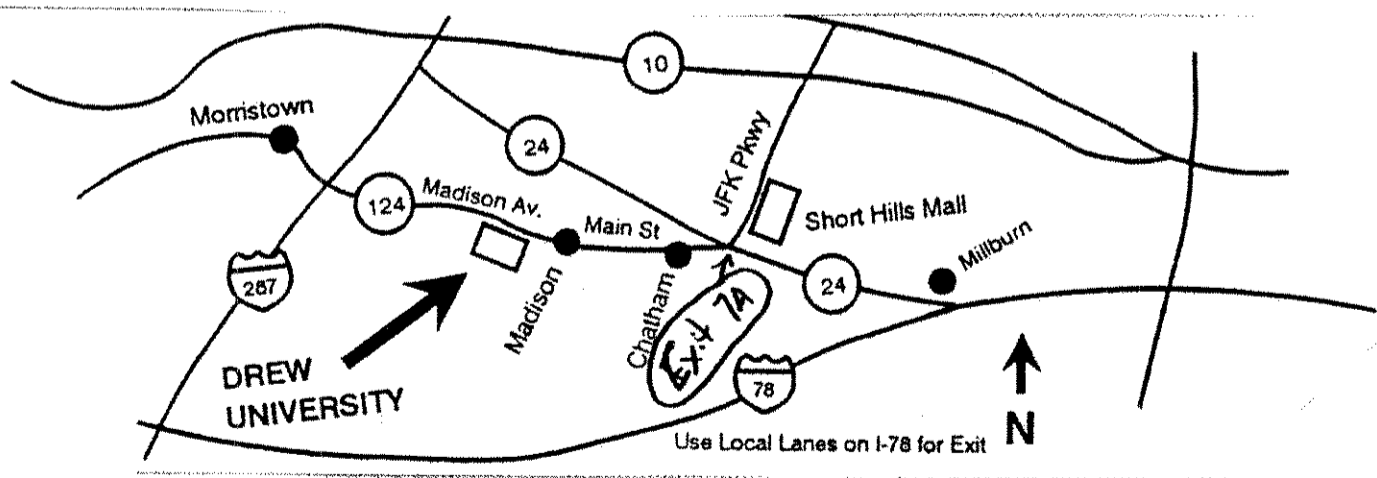 10
Morristown
24
JFK Pkwy
124
Madison Av.
Main St
Short Hills Mall
Millburn
287
Madison
Chatham
24
Exit 7A
DREW
UNIVERSITY
78
Use Local Lanes on I-78 for Exit
N